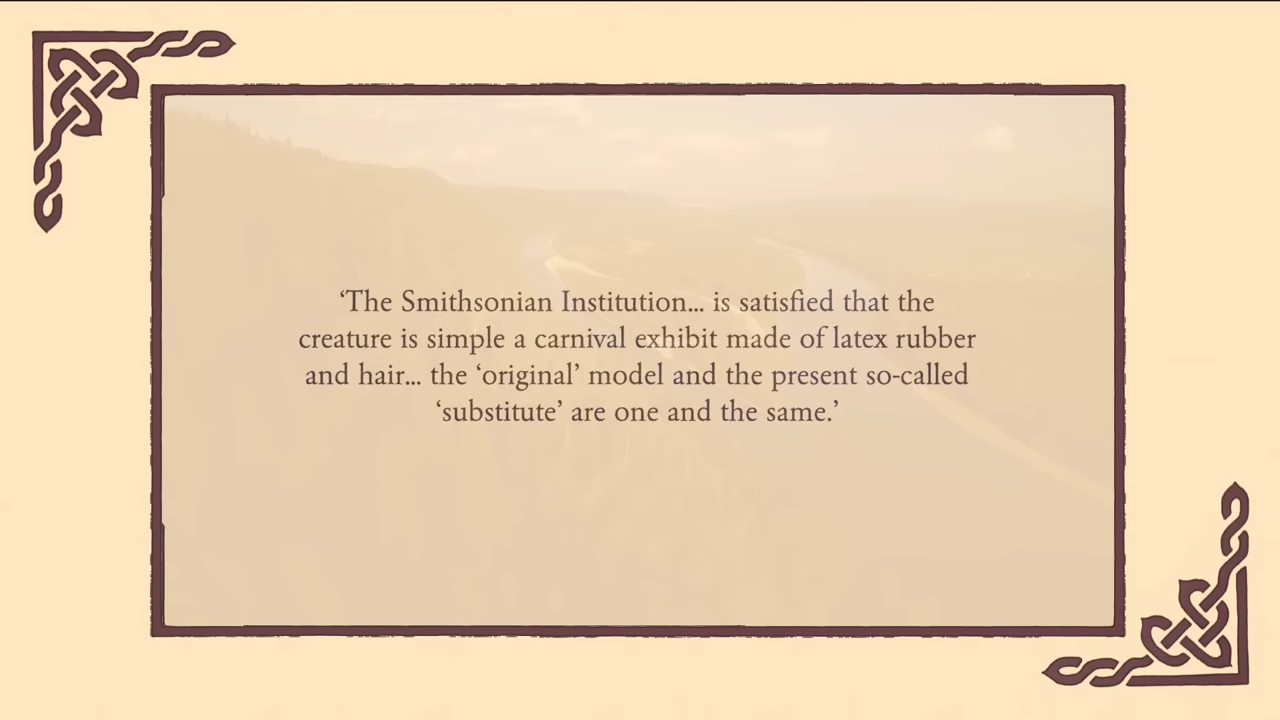 ‘The Smithsonian Institution... is satisfied that the
creature is simple a carnival exhibit made of latex rubber
and hair... the ‘original’ model and the present so-called
‘substitute’ are one and the same.’